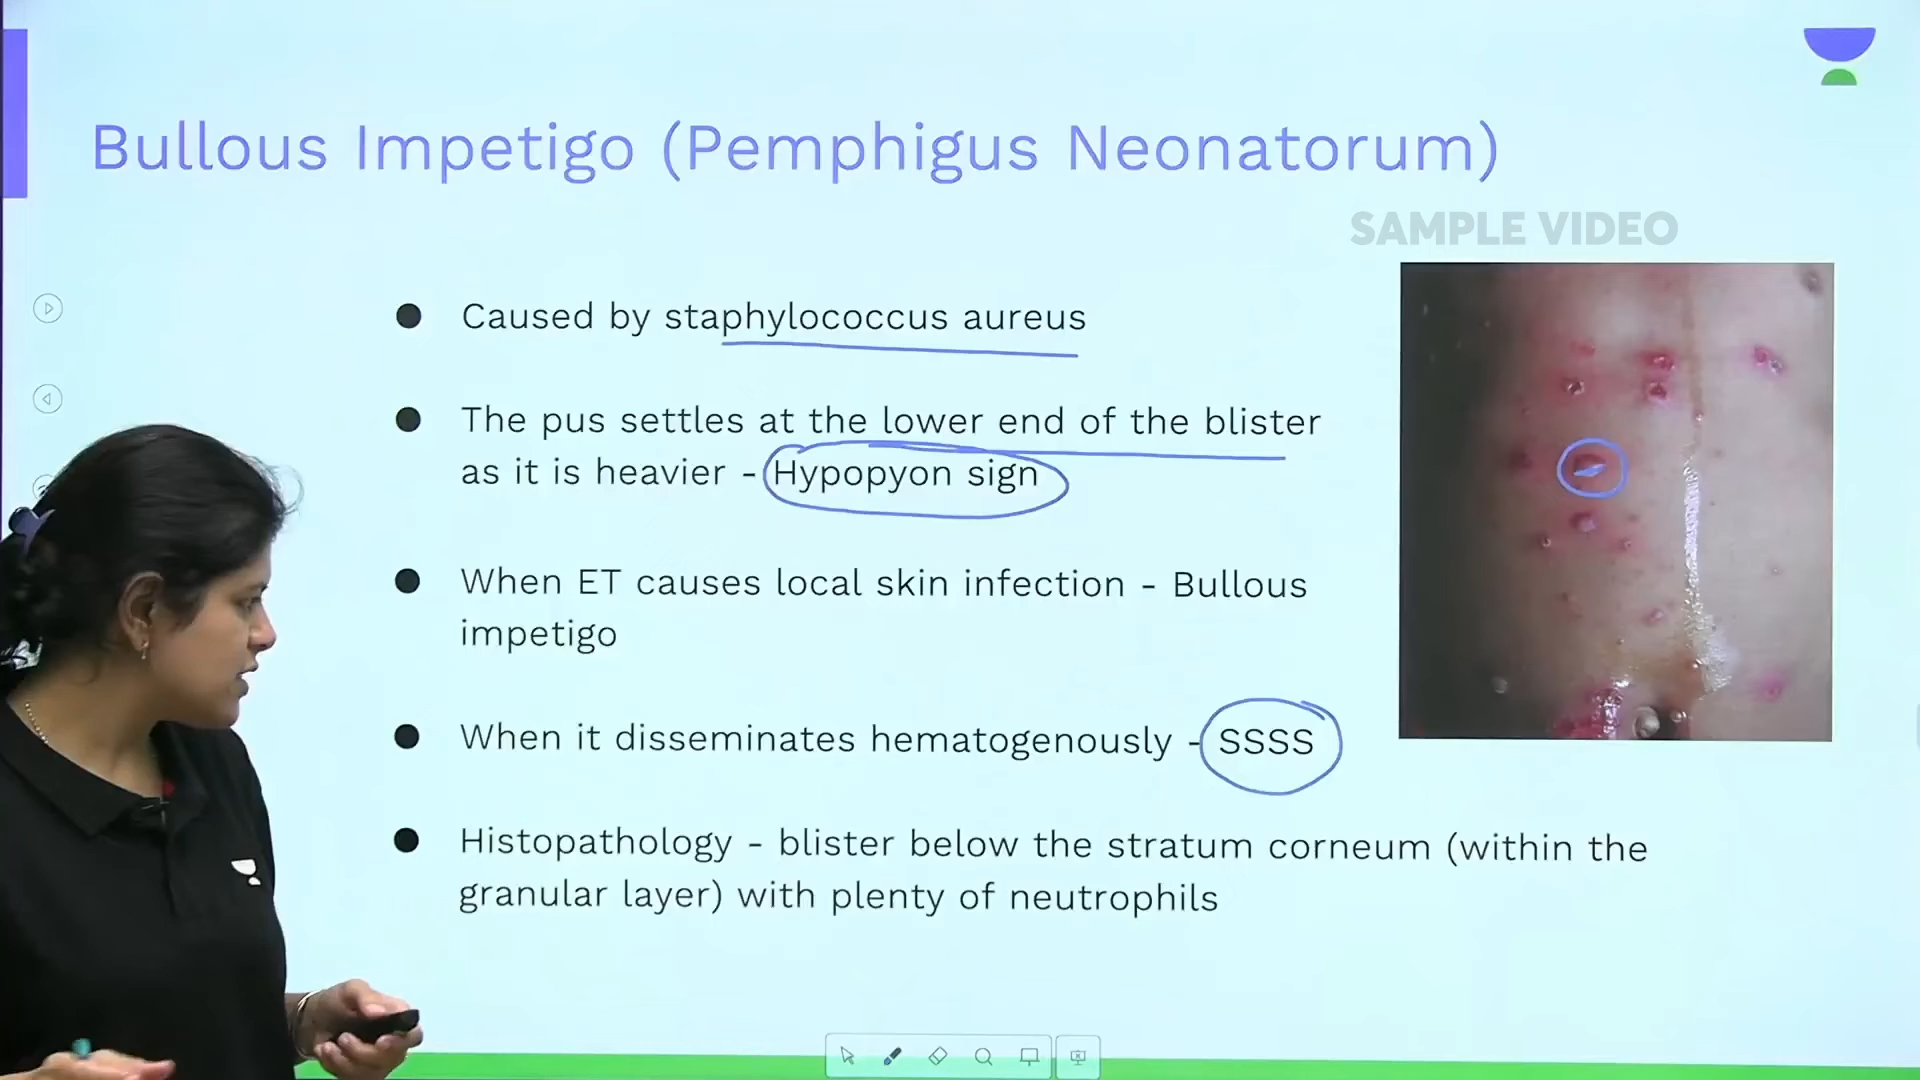 Bullous Impetigo (Pemphigus Neonatorum)
SAMPLE VIDEO
Caused by staphylococcus aureus
The pus settles at the lower end of the blister
as it is heavier - Hypopyon sign
When ET causes local skin infection - Bullous
impetigo
When it disseminates hematogenously - SSSS
Histopathology - blister below the stratum corneum (within the
granular layer) with plenty of neutrophils